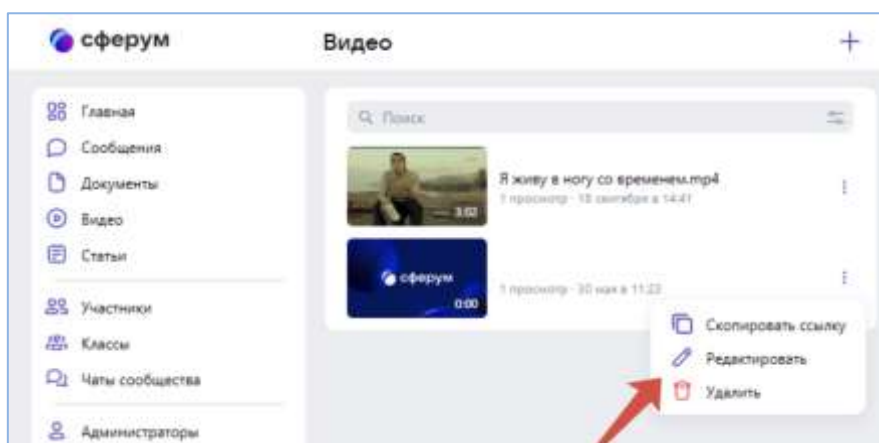 сферум
Видео
Главная
Сообщения
Документы
Видео
Статьи
Участники
Классы
Чаты сообщества
Администраторы
Поиск
3:02
Я живу в ногу со временем.mp4
1 просмотр · 18 сентября в 14:41
сферум
0:00
1 просмотр · 30 мая в 11:23
Скопировать ссылку
Редактировать
Удалить